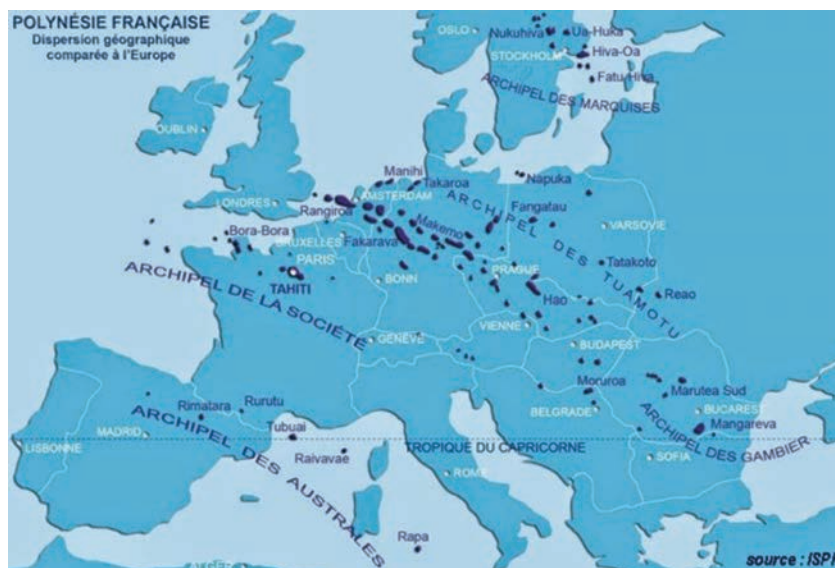 POLYNÉSIE FRANÇAISE
Dispersion géographique
comparée à l'Europe
OSLO
Nukuhiva
Ua-Huka
STOCKHOLM
Hiva-Oa
Fatu Hiva
ARCHIPEL DES MARQUISES
DUBLIN
LONDRES
Manihi
AMSTERDAM
Takaroa
Napuka
Rangiroa
Fangatau
VARSOVIE
Makemo
ARCHIPEL DES TUAMOTU
Bora-Bora
BRUXELLES
Fakarava
PARIS
TAHITI
BONN
PRAGUE
Tatakoto
Hao
Reao
ARCHIPEL DE LA SOCIÉTÉ
GENÈVE
VIENNE
BUDAPEST
Moruroa
Marutea Sud
BELGRADE
BUCAREST
Mangareva
ARCHIPEL DES GAMBIER
Rimatara
Rurutu
MADRID
Tubuai
LISBONNE
ARCHIPEL DES AUSTRALES
TROPIQUE DU CAPRICORNE
Raivavae
ROME
SOFIA
Rapa
source : ISPF